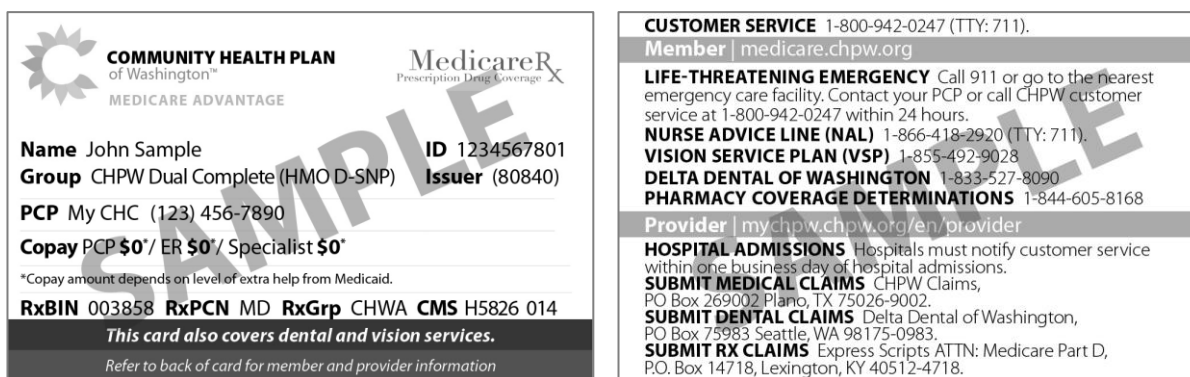 COMMUNITY HEALTH PLAN
of Washington™
MEDICARE ADVANTAGE
MedicareRx
Prescription Drug Coverage
Name John Sample ID 1234567801
Group CHPW Dual Complete (HMO D-SNP) Issuer (80840)
PCP My CHC (123) 456-7890
Copay PCP $0*/ ER $0*/ Specialist $0*
*Copay amount depends on level of extra help from Medicaid.
RxBIN 003858 RxPCN MD RxGrp CHWA CMS H5826 014
This card also covers dental and vision services.
Refer to back of card for member and provider information
SAMPLE
CUSTOMER SERVICE 1-800-942-0247 (TTY: 711).
Member | medicare.chpw.org
LIFE-THREATENING EMERGENCY Call 911 or go to the nearest
emergency care facility. Contact your PCP or call CHPW customer
service at 1-800-942-0247 within 24 hours.
NURSE ADVICE LINE (NAL) 1-866-418-2920 (TTY: 711).
VISION SERVICE PLAN (VSP) 1-855-492-9028
DELTA DENTAL OF WASHINGTON 1-833-527-8090
PHARMACY COVERAGE DETERMINATIONS 1-844-605-8168
Provider | mychpw.chpw.org/en/provider
HOSPITAL ADMISSIONS Hospitals must notify customer service
within one business day of hospital admissions.
SUBMIT MEDICAL CLAIMS CHPW Claims,
PO Box 269002 Plano, TX 75026-9002.
SUBMIT DENTAL CLAIMS Delta Dental of Washington,
PO Box 75983 Seattle, WA 98175-0983.
SUBMIT RX CLAIMS Express Scripts ATTN: Medicare Part D,
P.O. Box 14718, Lexington, KY 40512-4718.
SAMPLE